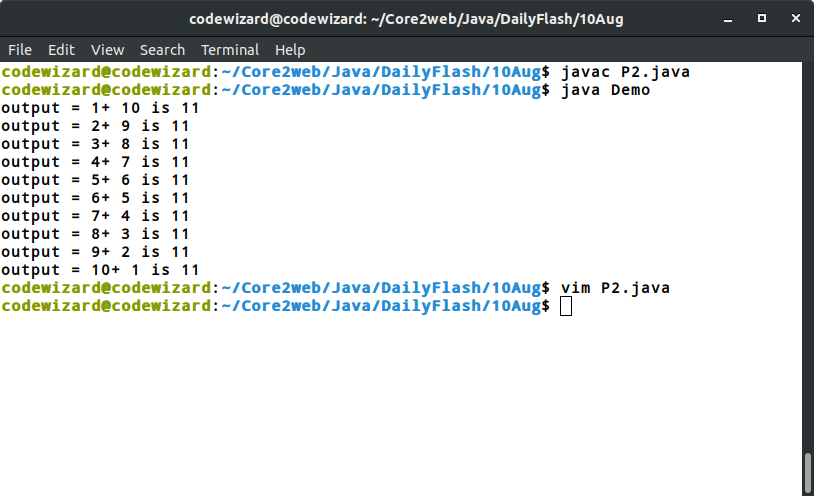 codewizard@codewizard: ~/Core2web/Java/DailyFlash/10Aug
File Edit View Search Terminal Help
codewizard@codewizard:~/Core2web/Java/DailyFlash/10Aug$ javac P2.java
codewizard@codewizard:~/Core2web/Java/DailyFlash/10Aug$ java Demo
output = 1+ 10 is 11
output = 2+ 9 is 11
output = 3+ 8 is 11
output = 4+ 7 is 11
output = 5+ 6 is 11
output = 6+ 5 is 11
output = 7+ 4 is 11
output = 8+ 3 is 11
output = 9+ 2 is 11
output = 10+ 1 is 11
codewizard@codewizard:~/Core2web/Java/DailyFlash/10Aug$ vim P2.java
codewizard@codewizard:~/Core2web/Java/DailyFlash/10Aug$